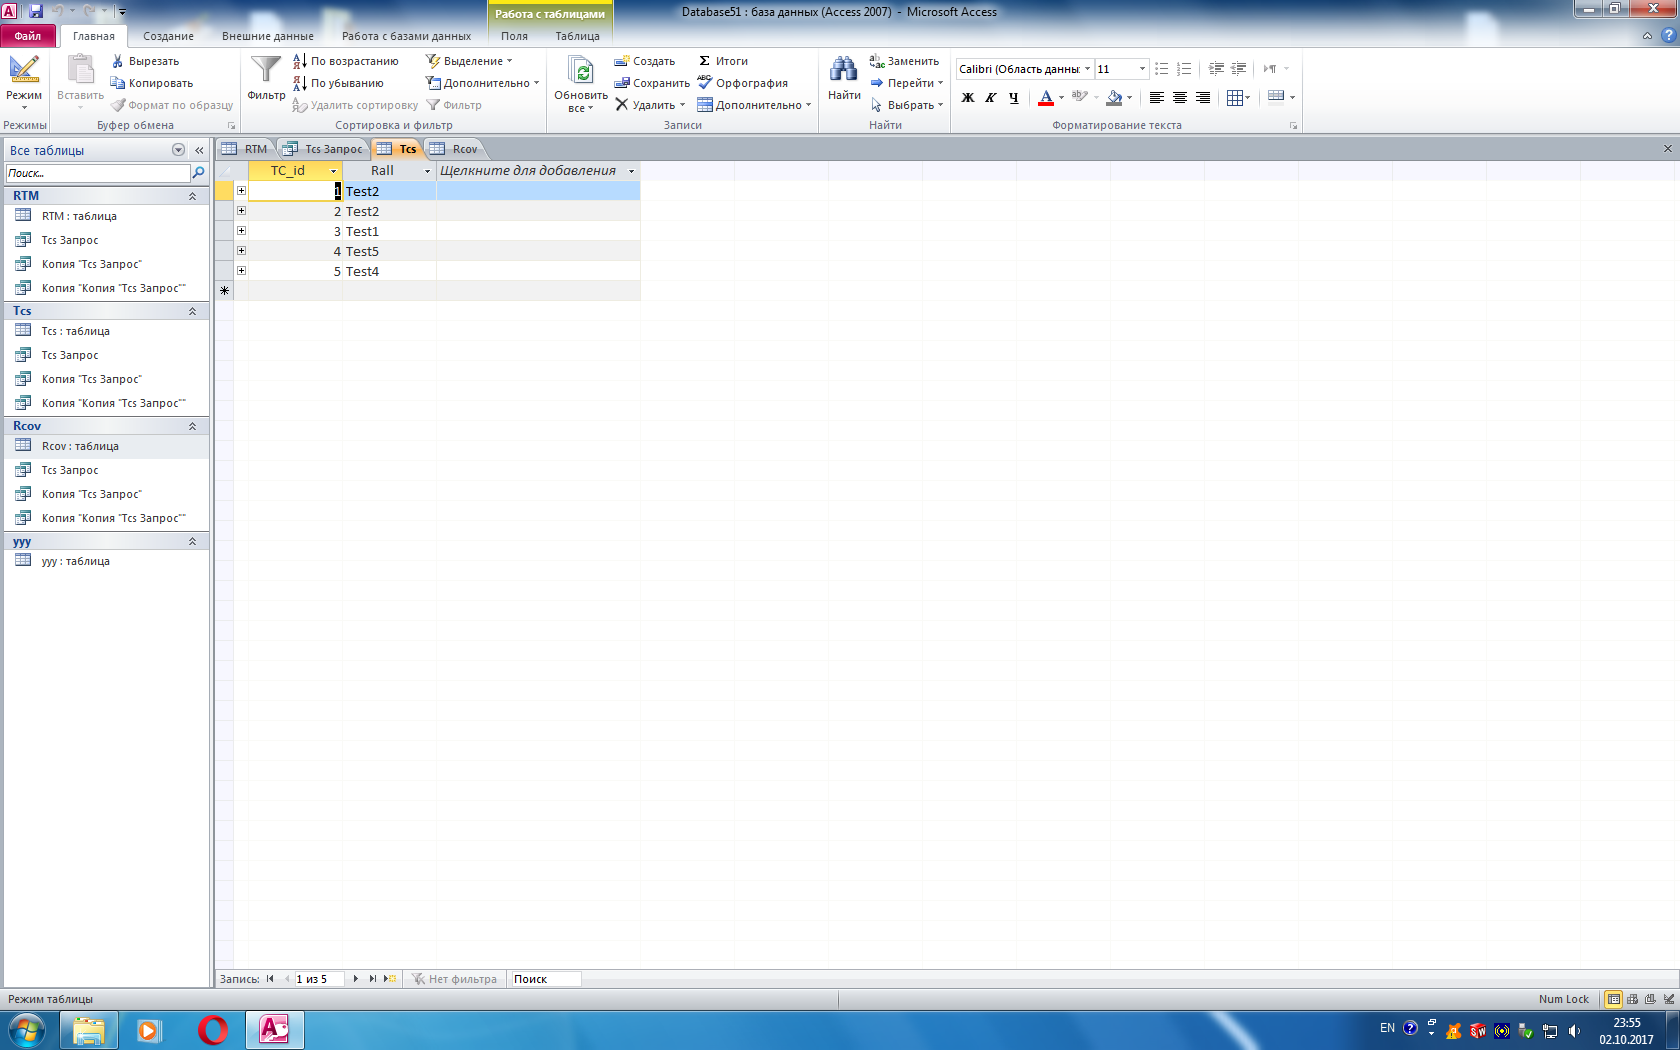 Работа с таблицами
Database51 : база данных (Access 2007) - Microsoft Access
Файл Главная Создание Внешние данные Работа с базами данных Поля Таблица
Режим
Режимы
Вставить
Вырезать
Копировать
Формат по образцу
Буфер обмена
Фильтр
По возрастанию
По убыванию
Удалить сортировку
Выделение
Дополнительно
Фильтр
Сортировка и фильтр
Обновить
все
Создать
Сохранить
Удалить
Итоги
Орфография
Дополнительно
Записи
Найти
Заменить
Перейти
Выбрать
Найти
Calibri (Область данны
11
Ж К Ч
Форматирование текста
Все таблицы
Поиск...
RTM
RTM : таблица
Tcs Запрос
Копия "Tcs Запрос"
Копия "Копия "Tcs Запрос""
Tcs
Tcs : таблица
Tcs Запрос
Копия "Tcs Запрос"
Копия "Копия "Tcs Запрос""
Rcov
Rcov : таблица
Tcs Запрос
Копия "Tcs Запрос"
Копия "Копия "Tcs Запрос""
yyy
yyy : таблица
RTM Tcs Запрос Tcs Rcov
TC_id Rall Щелкните для добавления
1 Test2
2 Test2
3 Test1
4 Test5
5 Test4
Запись: 1 из 5 Нет фильтра Поиск
Режим таблицы
Num Lock
EN
23:55
02.10.2017